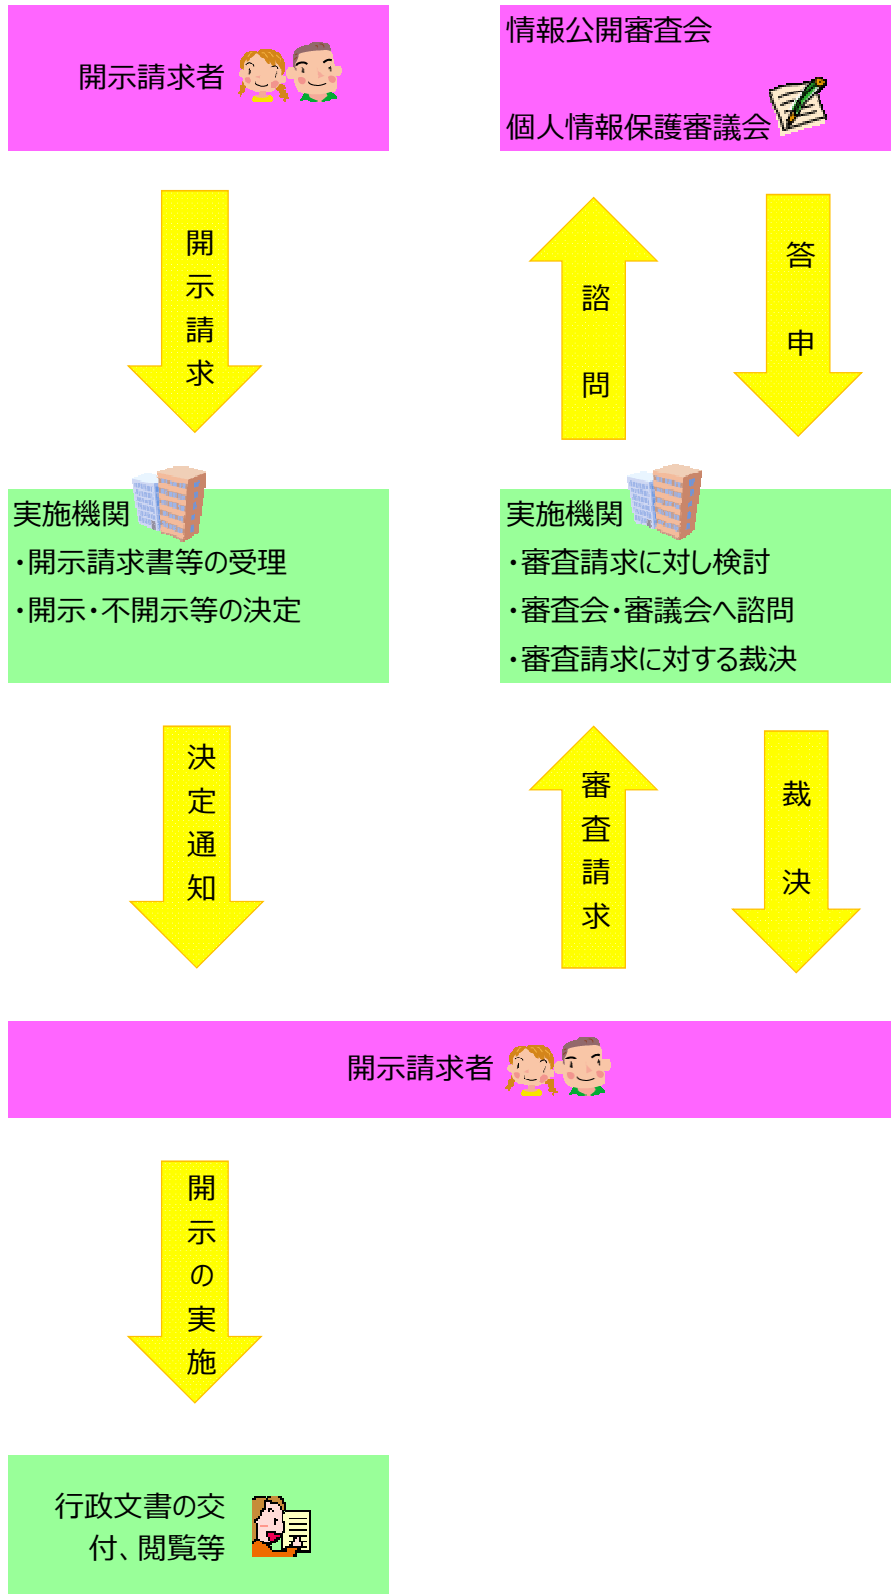 開示請求者
情報公開審査会
個人情報保護審議会
開示請求
諮問
答申
実施機関
・開示請求書等の受理
・開示・不開示等の決定
実施機関
・審査請求に対し検討
・審査会・審議会へ諮問
・審査請求に対する裁決
決定通知
審査請求
裁決
開示請求者
開示の実施
行政文書の交
付、閲覧等